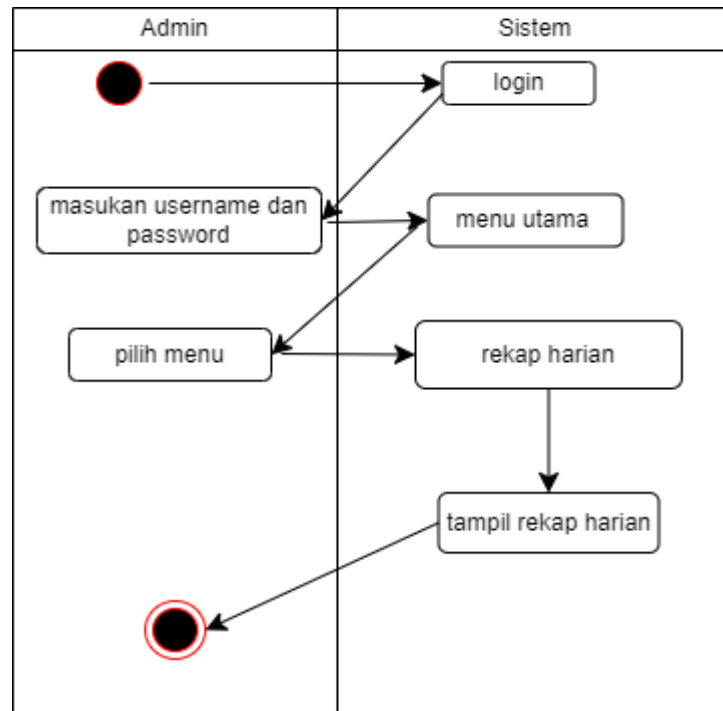 Admin
Sistem
login
masukan username dan
password
menu utama
pilih menu
rekap harian
tampil rekap harian